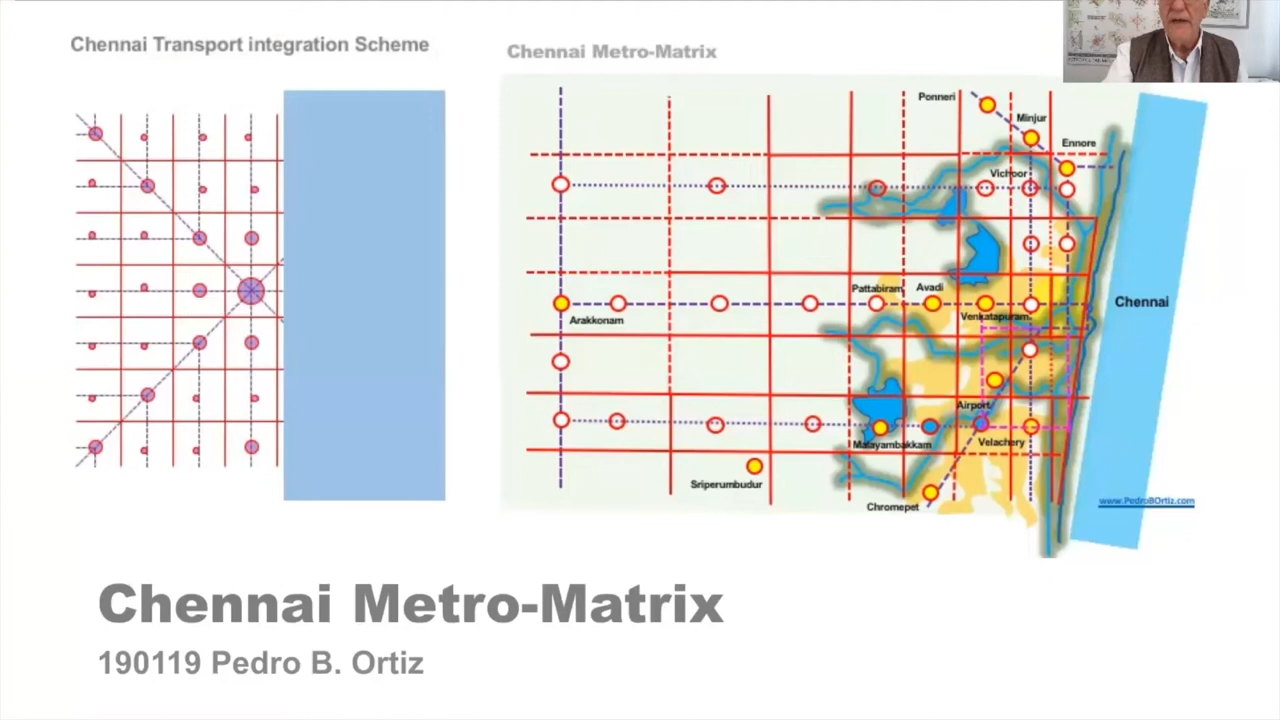 Chennai Transport integration Scheme
Chennai Metro-Matrix
Ponneri
Minjur
Ennore
Vichoor
Pattabiram
Avadi
Chennai
Arakkonam
Venkatapuram
Airport
Malayambakkam
Velachery
Sriperumbudur
Chromepet
www.PedroBOrtiz.com
Chennai Metro-Matrix
190119 Pedro B. Ortiz